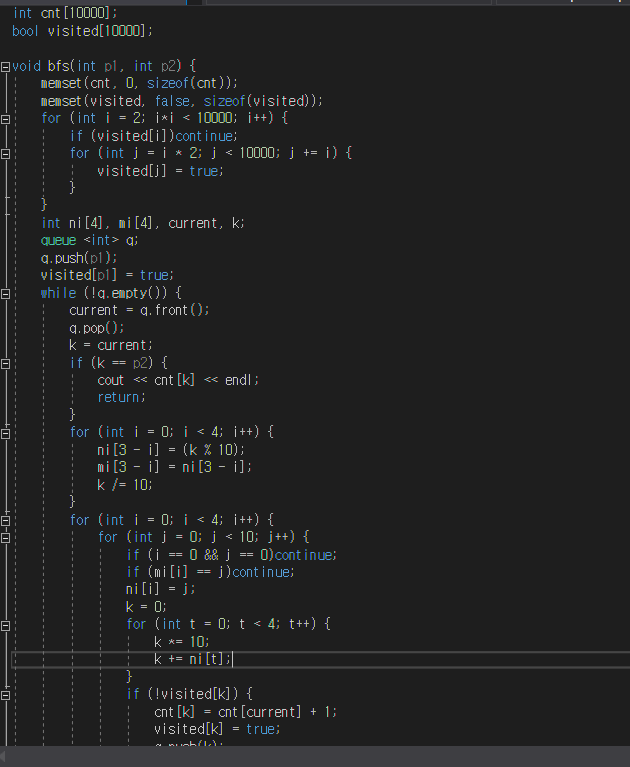 int cnt[10000];
bool visited[10000];
void bfs(int p1, int p2) {
memset(cnt, 0, sizeof(cnt));
memset(visited, false, sizeof(visited));
for (int i = 2; i*i < 10000; i++) {
if (visited[i])continue;
for (int j = i * 2; j < 10000; j += i) {
visited[j] = true;
}
}
int ni[4], mi[4], current, k;
queue <int> q;
q.push(p1);
visited[p1] = true;
while (!q.empty()) {
current = q.front();
q.pop();
k = current;
if (k == p2) {
cout << cnt[k] << endl;
return;
}
for (int i = 0; i < 4; i++) {
ni[3 - i] = (k % 10);
mi[3 - i] = ni[3 - i];
k /= 10;
}
for (int i = 0; i < 4; i++) {
for (int j = 0; j < 10; j++) {
if (i == 0 && j == 0)continue;
if (mi[i] == j)continue;
ni[i] = j;
k = 0;
for (int t = 0; t < 4; t++) {
k *= 10;
k += ni[t];
}
if (!visited[k]) {
cnt[k] = cnt[current] + 1;
visited[k] = true;
q.push(k);